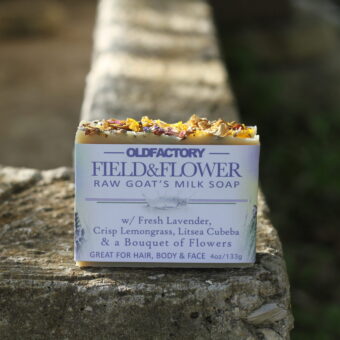 OLDFACTORY
FIELD&FLOWER
RAW GOAT'S MILK SOAP
w/ Fresh Lavender,
Crisp Lemongrass, Litsea Cubeba
& a Bouquet of Flowers
GREAT FOR HAIR, BODY & FACE 4oz/133g